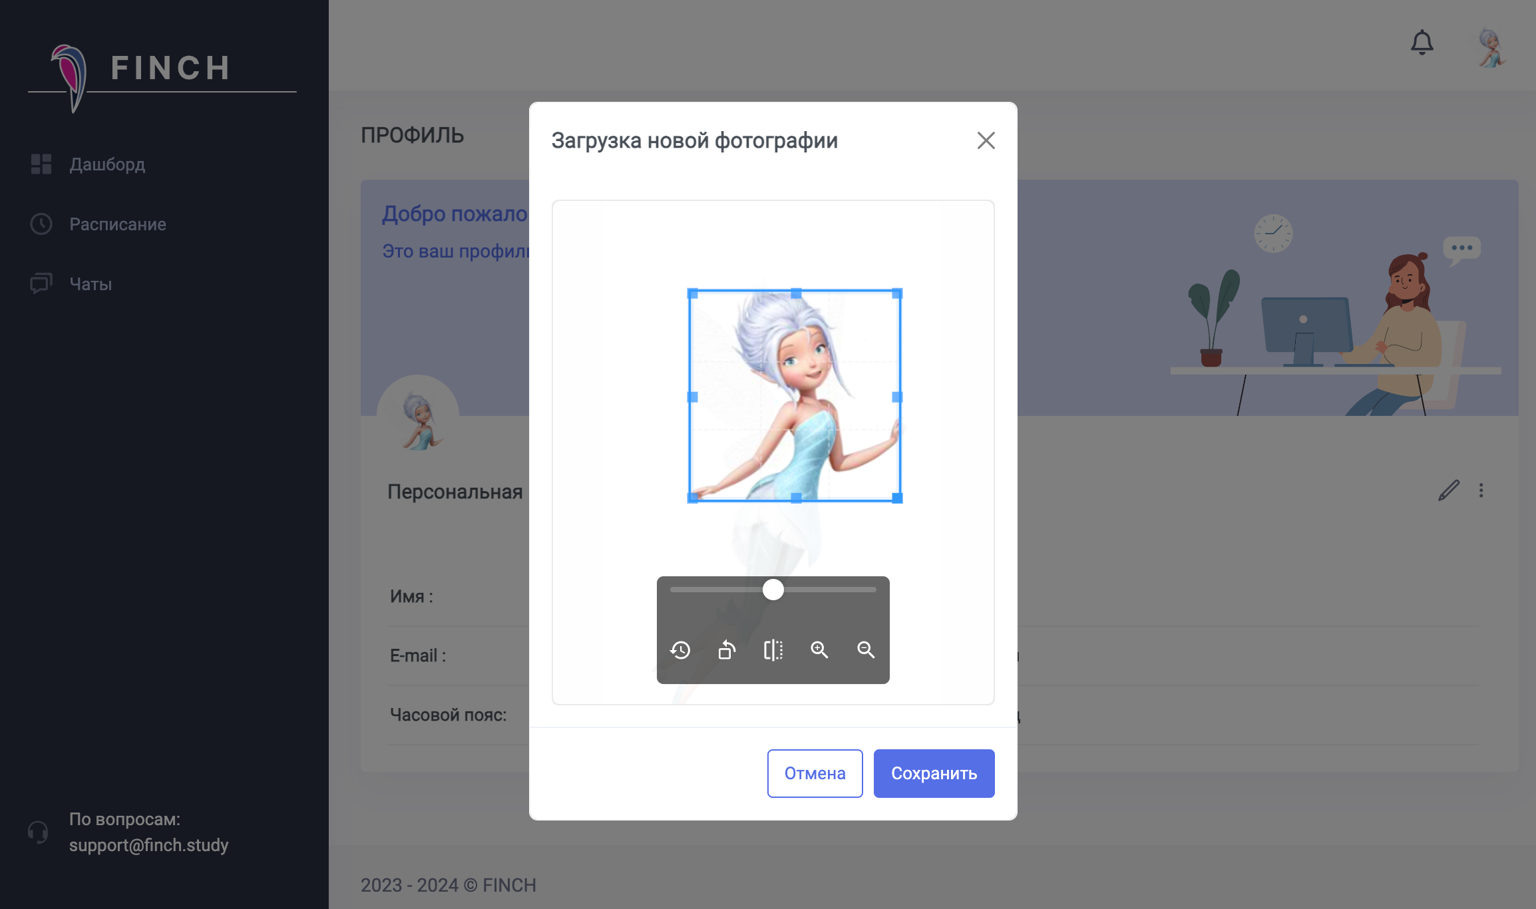 FINCH
Дашборд
Расписание
Чаты
По вопросам:
support@finch.study
ПРОФИЛЬ
Добро пожало
Это ваш профиль
Персональная
Имя :
E-mail :
Часовой пояс:
Загрузка новой фотографии
Отмена
Сохранить
2023 - 2024 © FINCH